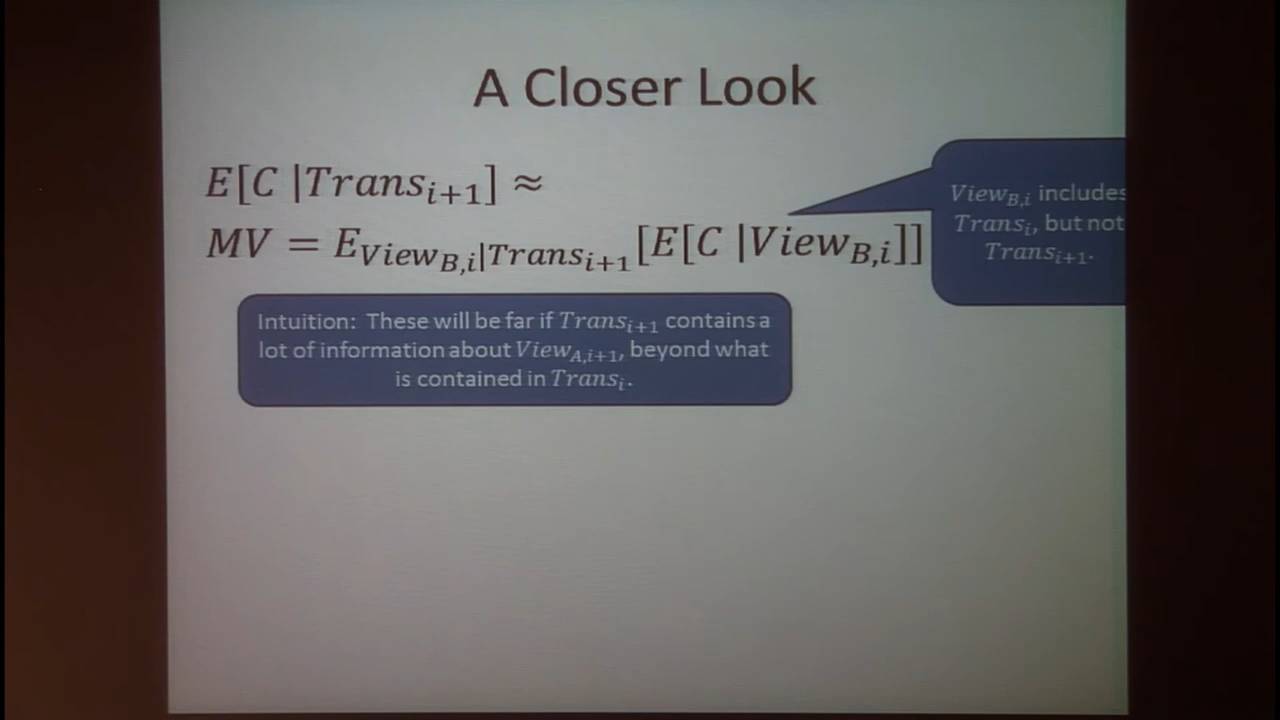 A Closer Look
E[C |Trans_{i+1}] ≈
MV = E_{View_{B,i}|Trans_{i+1}}[E[C |View_{B,i}]]
View_{B,i} includes
Trans_i, but not
Trans_{i+1}.
Intuition: These will be far if Trans_{i+1} contains a
lot of information about View_{A,i+1}, beyond what
is contained in Trans_i.